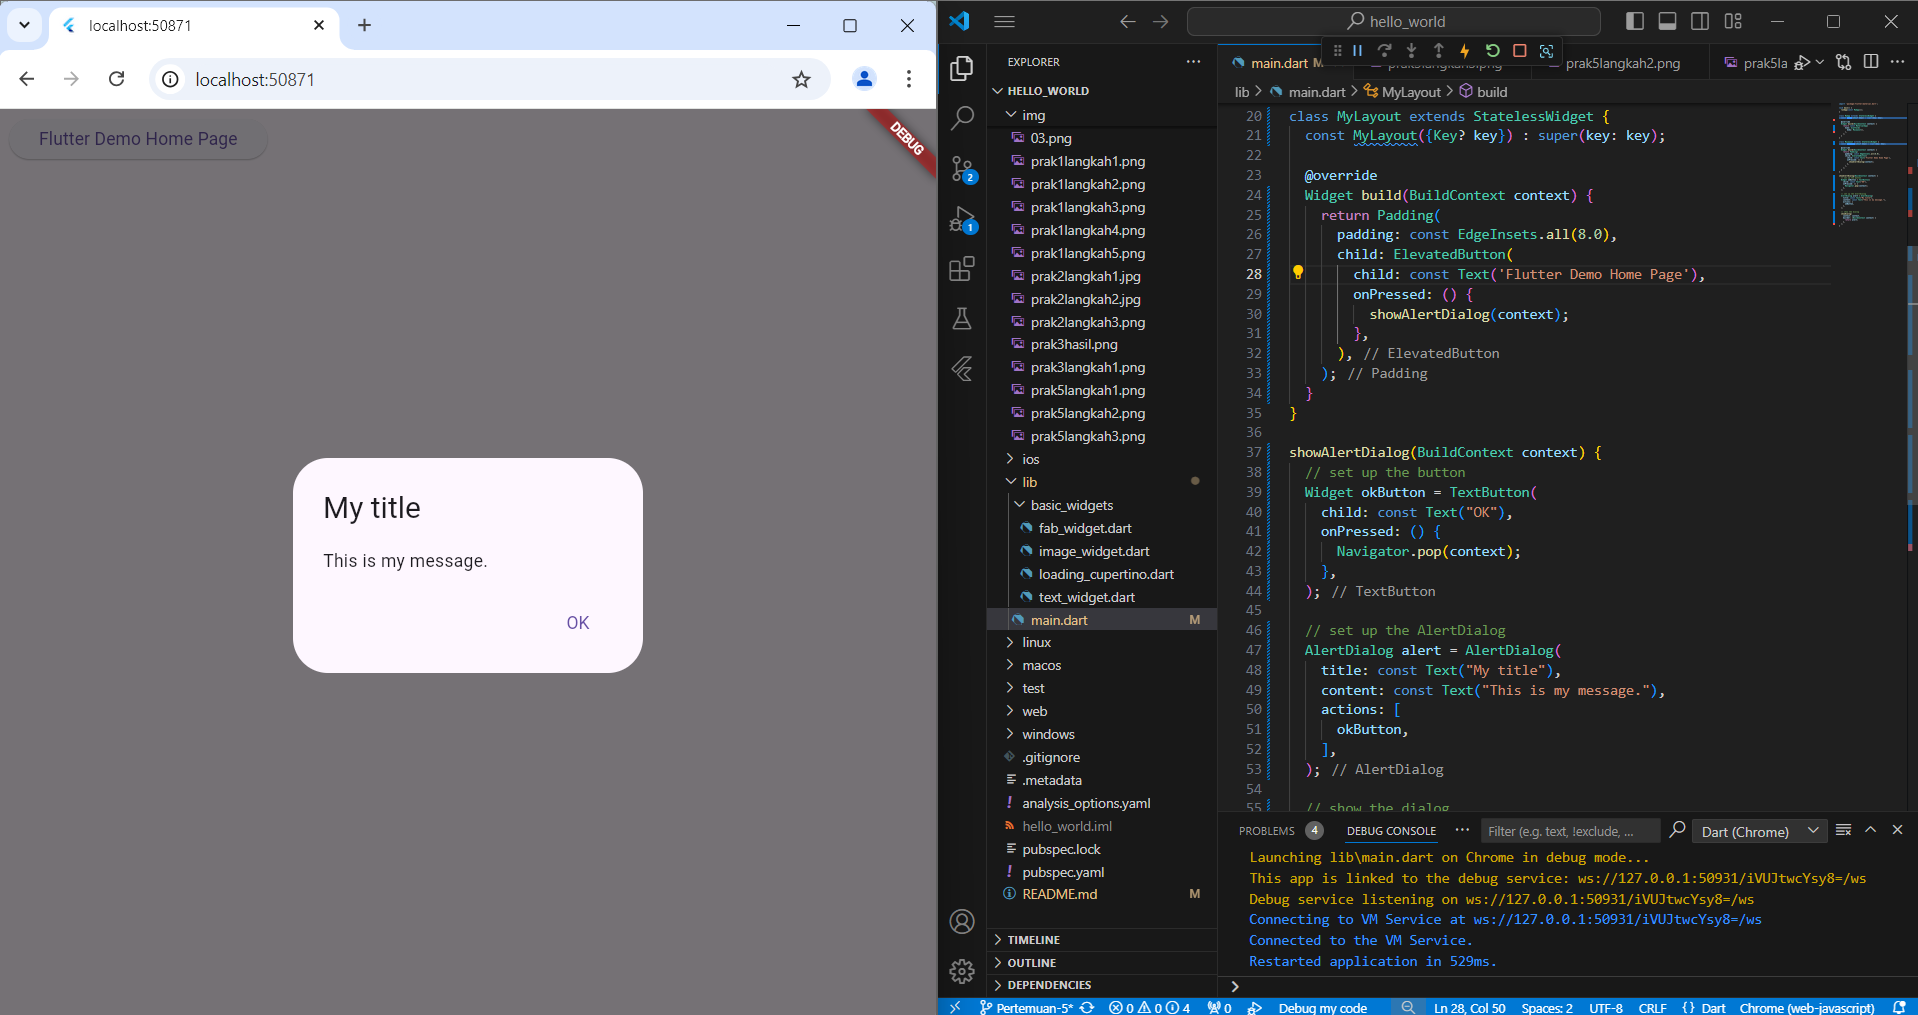 localhost:50871
localhost:50871
Flutter Demo Home Page
DEBUG
My title
This is my message.
OK
hello_world
EXPLORER
HELLO_WORLD
img
03.png
prak1langkah1.png
prak1langkah2.png
prak1langkah3.png
prak1langkah4.png
prak1langkah5.png
prak2langkah1.jpg
prak2langkah2.jpg
prak2langkah3.png
prak3hasil.png
prak3langkah1.png
prak5langkah1.png
prak5langkah2.png
prak5langkah3.png
ios
lib
basic_widgets
fab_widget.dart
image_widget.dart
loading_cupertino.dart
text_widget.dart
main.dart M
linux
macos
test
web
windows
.gitignore
.metadata
analysis_options.yaml
hello_world.iml
pubspec.lock
pubspec.yaml
README.md M
TIMELINE
OUTLINE
DEPENDENCIES
2
1
main.dart M
prak5langkah2.png
prak5la
lib > main.dart > MyLayout > build
20 class MyLayout extends StatelessWidget {
21 const MyLayout({Key? key}) : super(key: key);
22
23 @override
24 Widget build(BuildContext context) {
25 return Padding(
26 padding: const EdgeInsets.all(8.0),
27 child: ElevatedButton(
28 child: const Text('Flutter Demo Home Page'),
29 onPressed: () {
30 showAlertDialog(context);
31 },
32 ), // ElevatedButton
33 ); // Padding
34 }
35 }
36
37 showAlertDialog(BuildContext context) {
38 // set up the button
39 Widget okButton = TextButton(
40 child: const Text("OK"),
41 onPressed: () {
42 Navigator.pop(context);
43 },
44 ); // TextButton
45
46 // set up the AlertDialog
47 AlertDialog alert = AlertDialog(
48 title: const Text("My title"),
49 content: const Text("This is my message."),
50 actions: [
51 okButton,
52 ],
53 ); // AlertDialog
54
55 // show the dialog
PROBLEMS 4 DEBUG CONSOLE Filter (e.g. text, !exclude, ... Dart (Chrome)
Launching lib\main.dart on Chrome in debug mode...
This app is linked to the debug service: ws://127.0.0.1:50931/iVUJtwcYsy8=/ws
Debug service listening on ws://127.0.0.1:50931/iVUJtwcYsy8=/ws
Connecting to VM Service at ws://127.0.0.1:50931/iVUJtwcYsy8=/ws
Connected to the VM Service.
Restarted application in 529ms.
Pertemuan-5* 0 0 4 0 Debug my code Ln 28, Col 50 Spaces: 2 UTF-8 CRLF {} Dart Chrome (web-javascript)